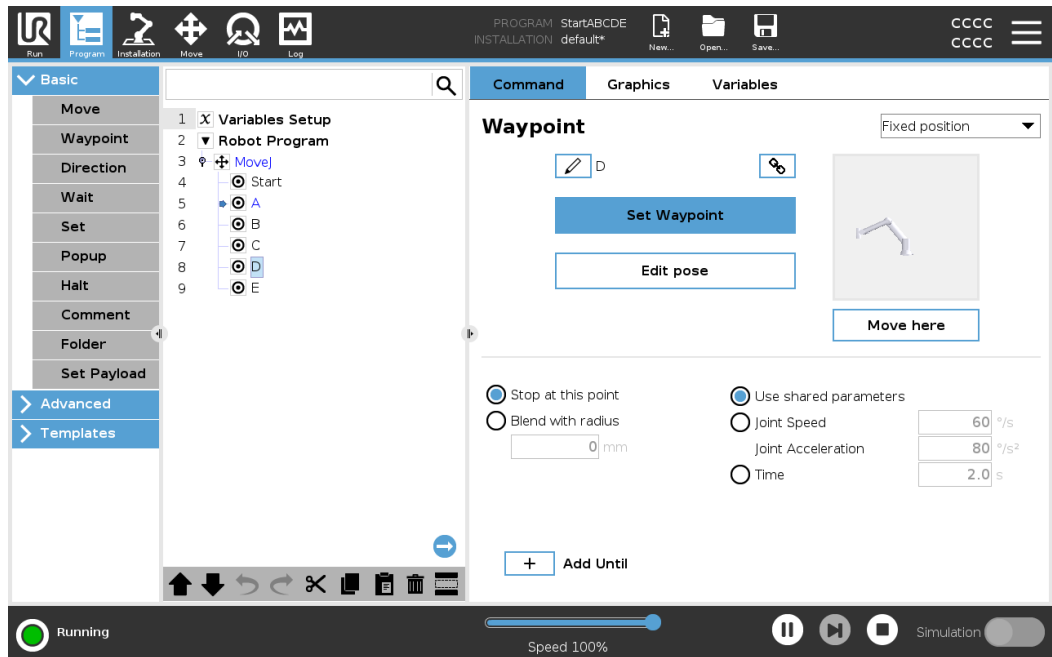 UR
PROGRAM StartABCDE
INSTALLATION default*
Run
Program
Installation
Move
I/O
Log
New...
Open...
Save...
CCCC
CCCC
Basic
Move
Waypoint
Direction
Wait
Set
Popup
Halt
Comment
Folder
Set Payload
Advanced
Templates
1 X Variables Setup
2 Robot Program
3 MoveJ
4 Start
5 A
6 B
7 C
8 D
9 E
Command Graphics Variables
Waypoint
Fixed position
D
Set Waypoint
Edit pose
Move here
Stop at this point
Blend with radius
0 mm
Use shared parameters
Joint Speed 60 °/s
Joint Acceleration 80 °/s²
Time 2.0 s
+ Add Until
Running
Speed 100%
Simulation